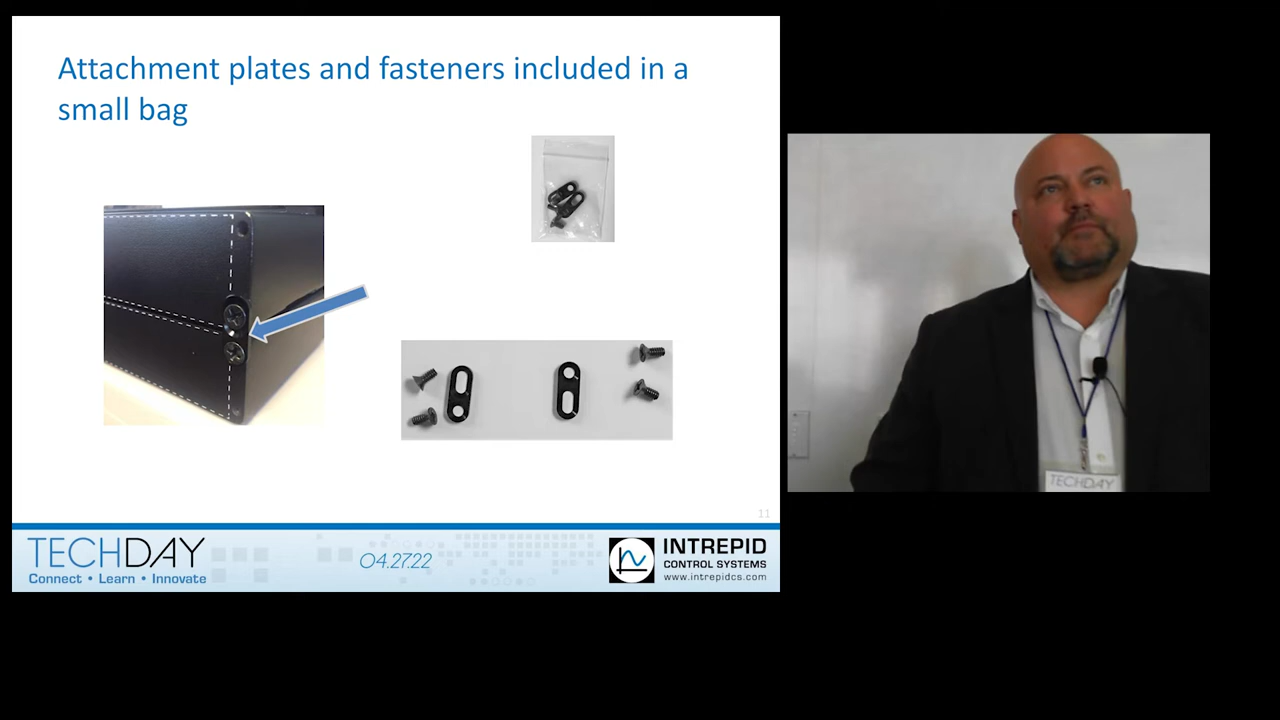 Attachment plates and fasteners included in a
small bag
11
TECHDAY
Connect • Learn • Innovate
04.27.22
INTREPID
CONTROL SYSTEMS
www.intrepidcs.com
TECHDAY